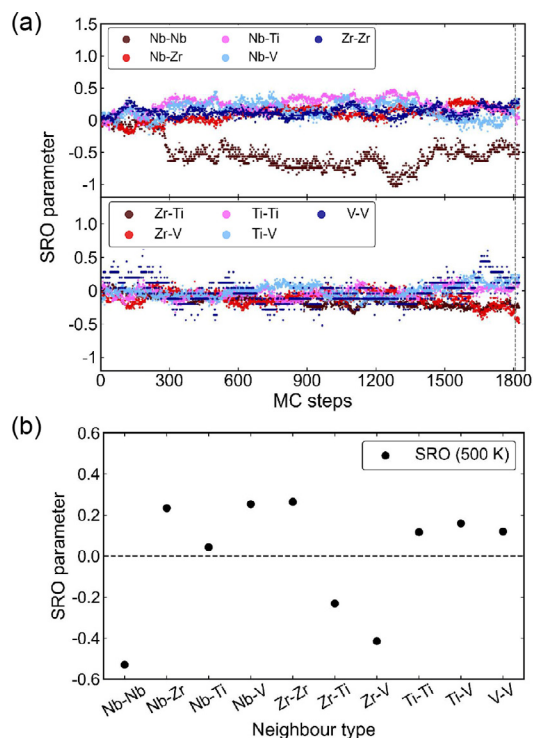 (a)
Nb-Nb Nb-Ti Zr-Zr
Nb-Zr Nb-V
1.5
1.0
0.5
0
-0.5
-1
SRO parameter
Zr-Ti Ti-Ti V-V
Zr-V Ti-V
1.0
0.5
0
-0.5
-1
0 300 600 900 1200 1500 1800
MC steps
(b)
SRO (500 K)
0.6
0.4
0.2
0.0
-0.2
-0.4
-0.6
SRO parameter
Nb-Nb Nb-Zr Nb-Ti Nb-V Zr-Zr Zr-Ti Zr-V Ti-Ti Ti-V V-V
Neighbour type